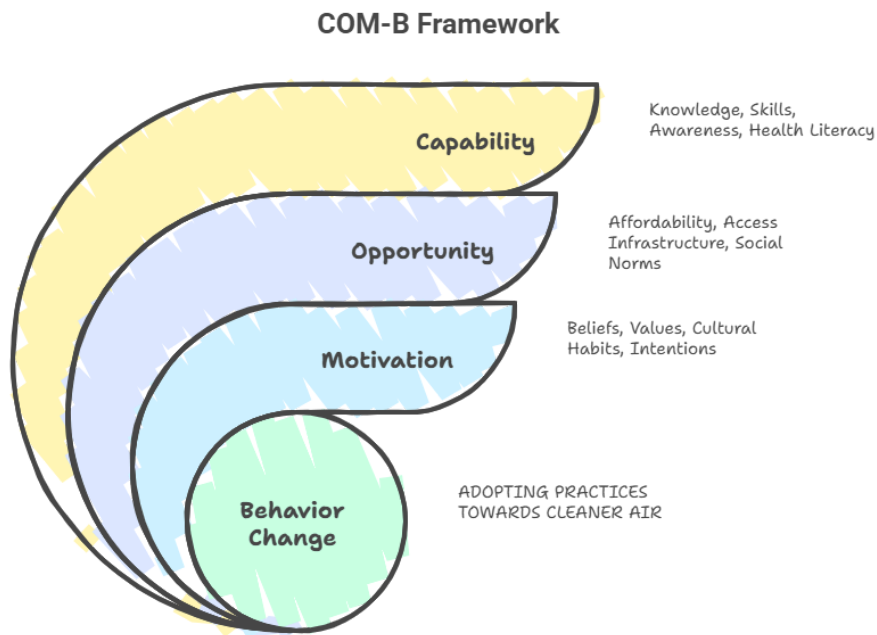 COM-B Framework
Capability
Knowledge, Skills,
Awareness, Health Literacy
Opportunity
Affordability, Access
Infrastructure, Social
Norms
Motivation
Beliefs, Values, Cultural
Habits, Intentions
Behavior
Change
ADOPTING PRACTICES
TOWARDS CLEANER AIR